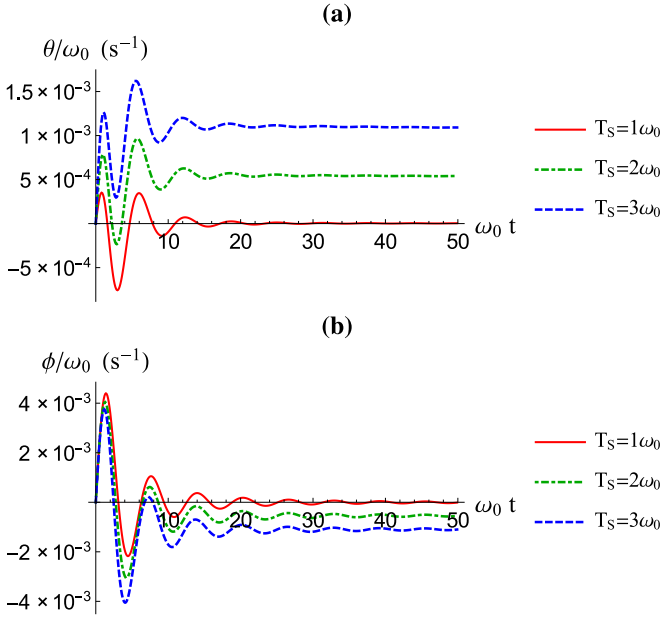 (a)
θ/ω₀ (s⁻¹)
1.5 × 10⁻³
1. × 10⁻³
5. × 10⁻⁴
−5. × 10⁻⁴
10 20 30 40 50 ω₀ t
T_S=1ω₀
T_S=2ω₀
T_S=3ω₀
(b)
ϕ/ω₀ (s⁻¹)
4 × 10⁻³
2 × 10⁻³
−2 × 10⁻³
−4 × 10⁻³
10 20 30 40 50 ω₀ t
T_S=1ω₀
T_S=2ω₀
T_S=3ω₀